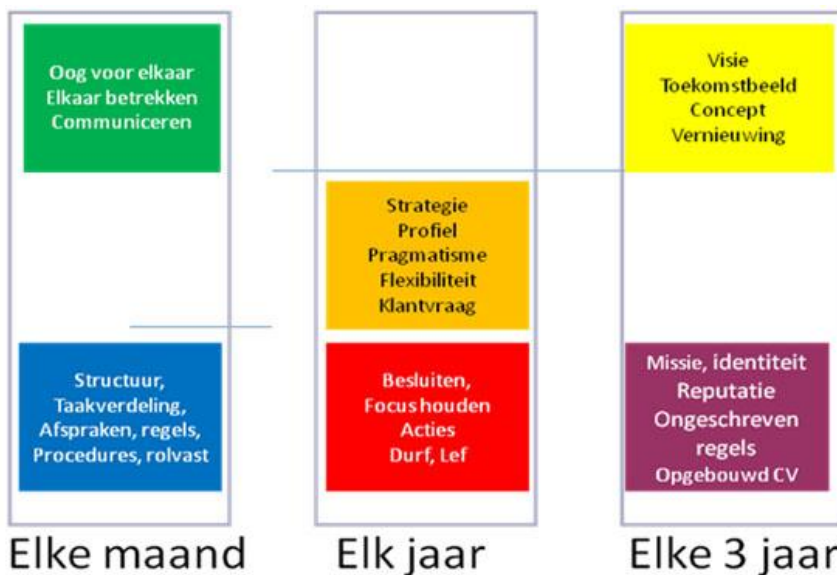 Oog voor elkaar
Elkaar betrekken
Communiceren
Structuur,
Taakverdeling,
Afspraken, regels,
Procedures, rolvast
Elke maand
Strategie
Profiel
Pragmatisme
Flexibiliteit
Klantvraag
Besluiten,
Focus houden
Acties
Durf, Lef
Elk jaar
Visie
Toekomstbeeld
Concept
Vernieuwing
Missie, identiteit
Reputatie
Ongeschreven
regels
Opgebouwd CV
Elke 3 jaar